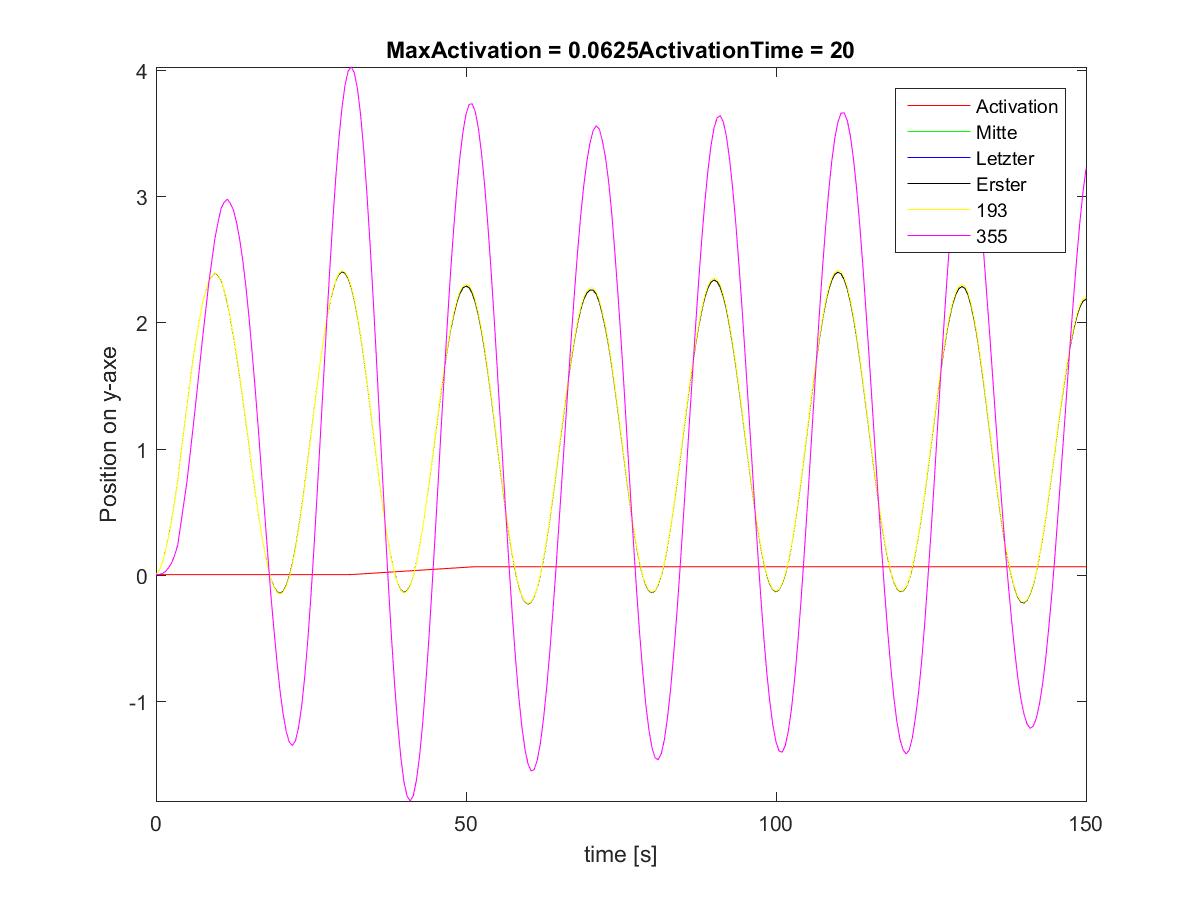 MaxActivation = 0.0625ActivationTime = 20
4
3
2
1
0
-1
Position on y-axe
Activation
Mitte
Letzter
Erster
193
355
0
50
100
150
time [s]